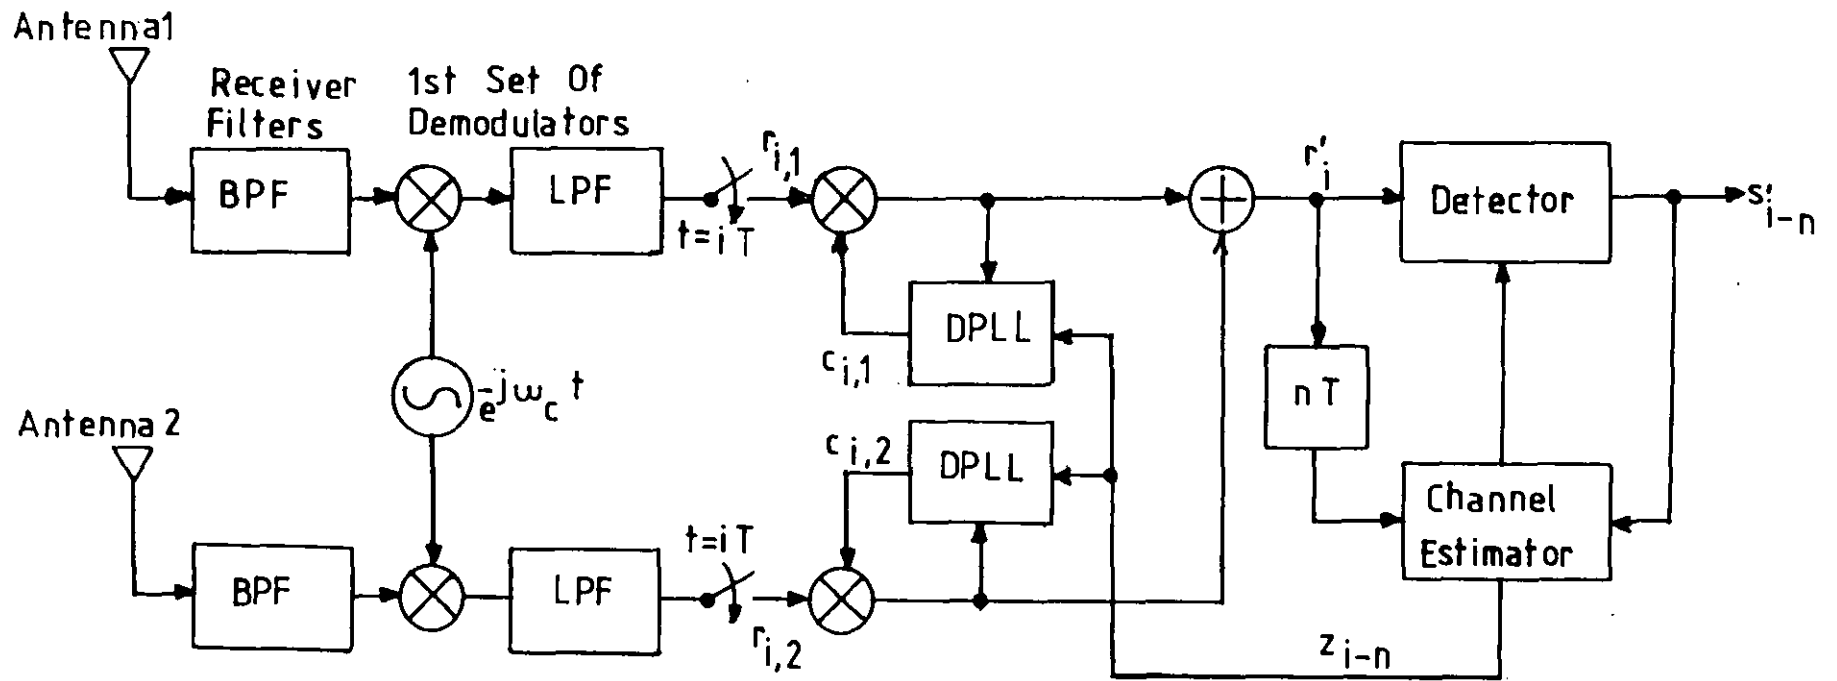 Antenna1
Receiver
Filters
1st Set Of
Demodulators
BPF
LPF
t=iT
r_{i,1}
r'_i
Detector
s'_{i-n}
DPLL
c_{i,1}
nT
e^{-jω_c t}
Antenna 2
c_{i,2}
DPLL
Channel
Estimator
BPF
LPF
t=iT
r_{i,2}
z_{i-n}